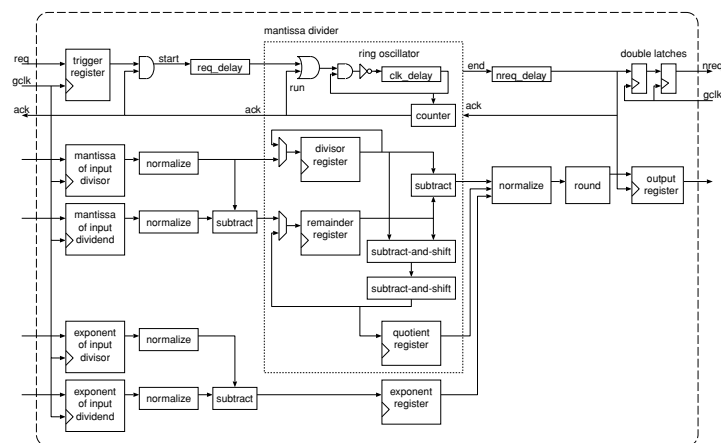 mantissa divider
req
trigger
register
start
req_delay
ring oscillator
clk_delay
run
end
nreq_delay
double latches
nreq
gclk
gclk
ack
ack
counter
ack
mantissa
of input
divisor
normalize
divisor
register
subtract
normalize
round
output
register
mantissa
of input
dividend
normalize
subtract
remainder
register
subtract-and-shift
subtract-and-shift
exponent
of input
divisor
normalize
quotient
register
exponent
of input
dividend
normalize
subtract
exponent
register